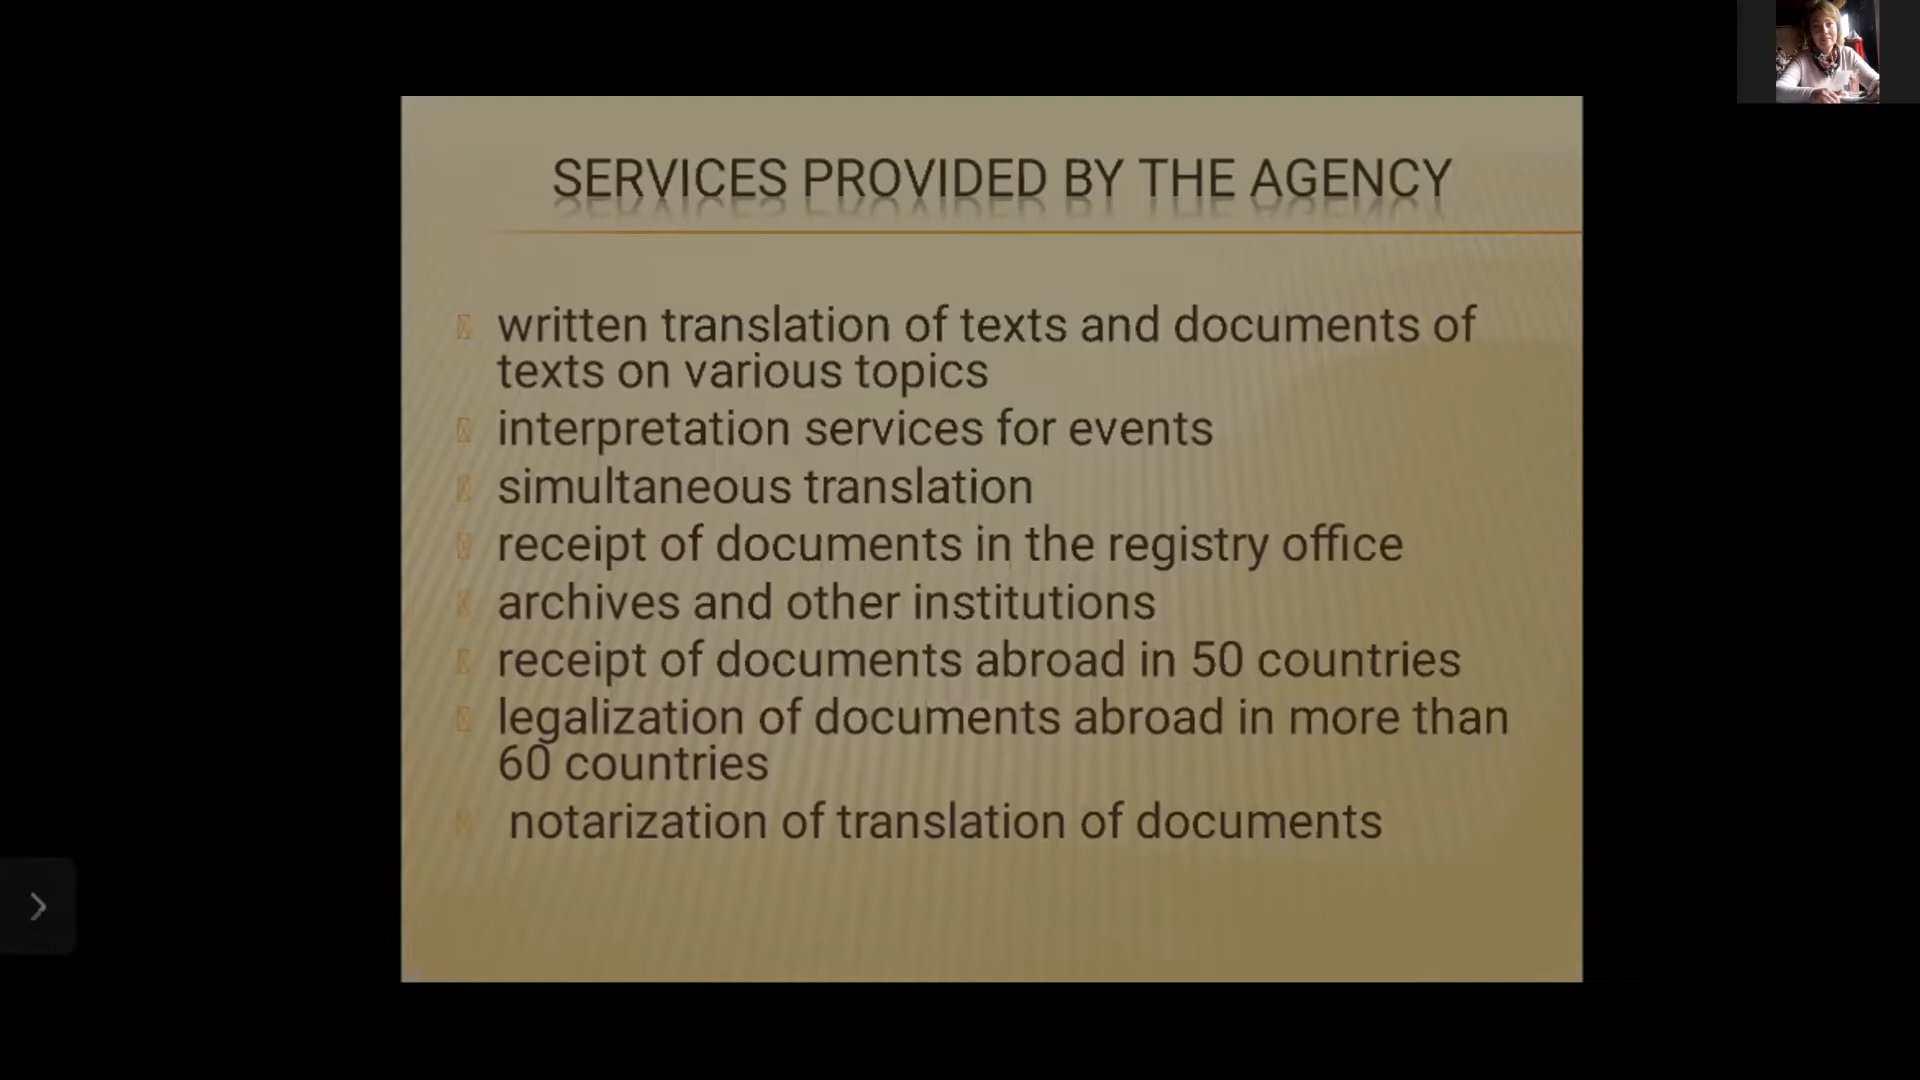 SERVICES PROVIDED BY THE AGENCY
written translation of texts and documents of
texts on various topics
interpretation services for events
simultaneous translation
receipt of documents in the registry office
archives and other institutions
receipt of documents abroad in 50 countries
legalization of documents abroad in more than
60 countries
notarization of translation of documents